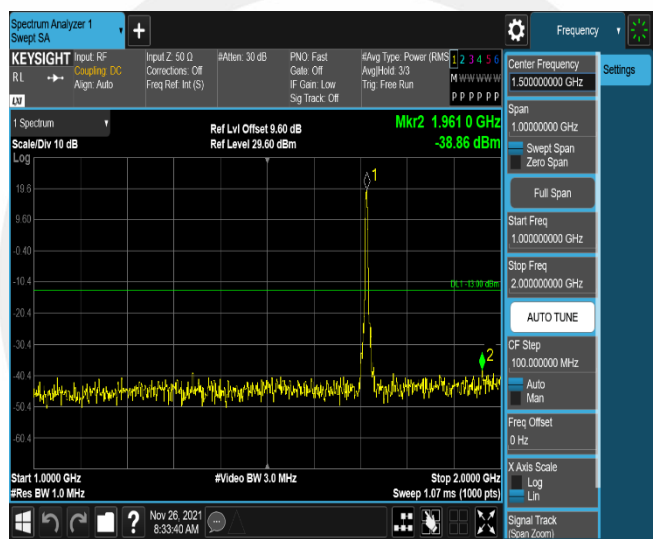 Spectrum Analyzer 1
Swept SA
Frequency
KEYSIGHT
RL
LXI
Input: RF
Coupling: DC
Align: Auto
Input Z: 50 Ω
Corrections: Off
Freq Ref: Int (S)
#Atten: 30 dB
PNO: Fast
Gate: Off
IF Gain: Low
Sig Track: Off
#Avg Type: Power (RMS
Avg|Hold: 3/3
Trig: Free Run
1 2 3 4 5 6
M W W W W W
P P P P P P
1 Spectrum
Scale/Div 10 dB
Ref Lvl Offset 9.60 dB
Ref Level 29.60 dBm
Mkr2 1.961 0 GHz
-38.86 dBm
Log
19.6
9.60
-0.40
-10.4
-20.4
-30.4
-40.4
-50.4
-60.4
1
DL1 -13.00 dBm
2
Start 1.0000 GHz
#Res BW 1.0 MHz
#Video BW 3.0 MHz
Stop 2.0000 GHz
Sweep 1.07 ms (1000 pts)
Nov 26, 2021
8:33:40 AM
Center Frequency
1.500000000 GHz
Span
1.00000000 GHz
Swept Span
Zero Span
Full Span
Start Freq
1.000000000 GHz
Stop Freq
2.000000000 GHz
AUTO TUNE
CF Step
100.000000 MHz
Auto
Man
Freq Offset
0 Hz
X Axis Scale
Log
Lin
Signal Track
(Span Zoom)
Settings